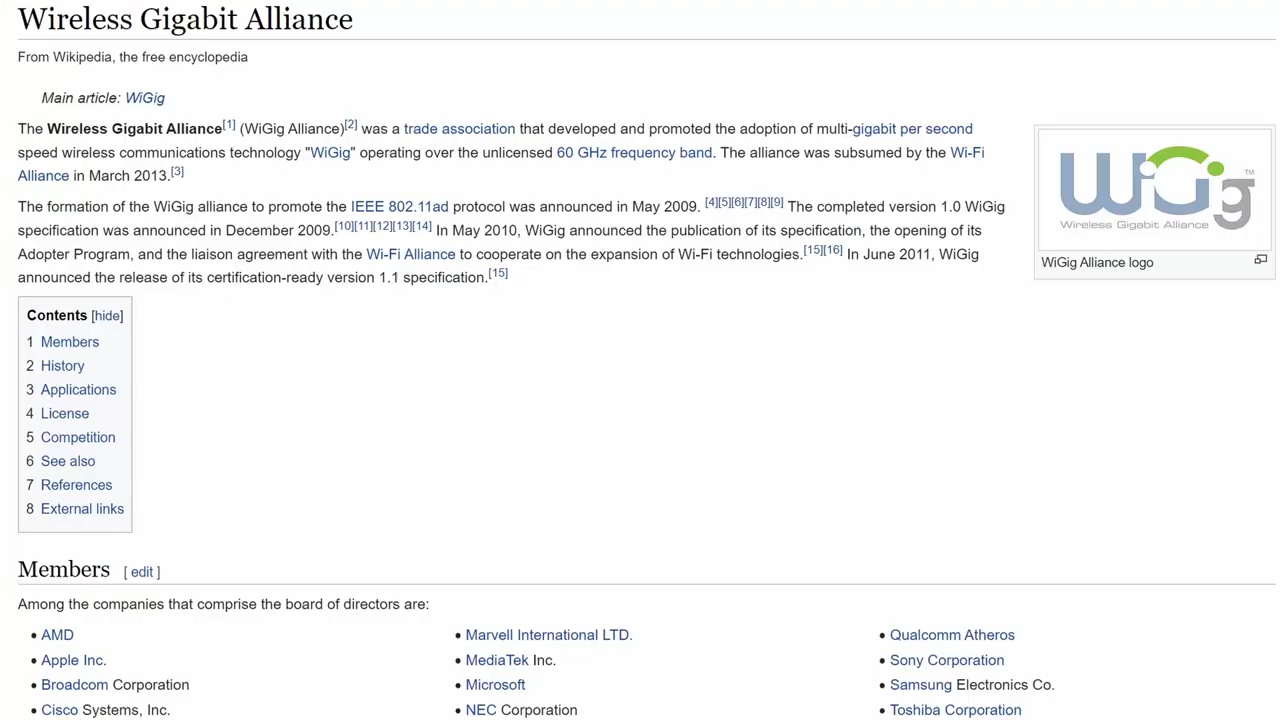 Wireless Gigabit Alliance
From Wikipedia, the free encyclopedia
Main article: WiGig
The Wireless Gigabit Alliance[1] (WiGig Alliance)[2] was a trade association that developed and promoted the adoption of multi-gigabit per second
speed wireless communications technology "WiGig" operating over the unlicensed 60 GHz frequency band. The alliance was subsumed by the Wi-Fi
Alliance in March 2013.[3]
The formation of the WiGig alliance to promote the IEEE 802.11ad protocol was announced in May 2009. [4][5][6][7][8][9] The completed version 1.0 WiGig
specification was announced in December 2009.[10][11][12][13][14] In May 2010, WiGig announced the publication of its specification, the opening of its
Adopter Program, and the liaison agreement with the Wi-Fi Alliance to cooperate on the expansion of Wi-Fi technologies.[15][16] In June 2011, WiGig
announced the release of its certification-ready version 1.1 specification.[15]
WiGig TM
Wireless Gigabit Alliance
WiGig Alliance logo
Contents [hide]
1 Members
2 History
3 Applications
4 License
5 Competition
6 See also
7 References
8 External links
Members [ edit ]
Among the companies that comprise the board of directors are:
• AMD
• Apple Inc.
• Broadcom Corporation
• Cisco Systems, Inc.
• Marvell International LTD.
• MediaTek Inc.
• Microsoft
• NEC Corporation
• Qualcomm Atheros
• Sony Corporation
• Samsung Electronics Co.
• Toshiba Corporation